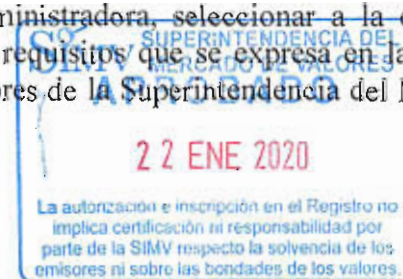 ministradora, seleccionar a la
requisitos que se expresa en la
res de la Superintendencia del
SIMV SUPERINTENDENCIA DEL
MERCADO DE VALORES
APROBADO
22 ENE 2020
La autorización e inscripción en el Registro no
implica certificación ni responsabilidad por
parte de la SIMV respecto la solvencia de los
emisores ni sobre las bondades de los valores.